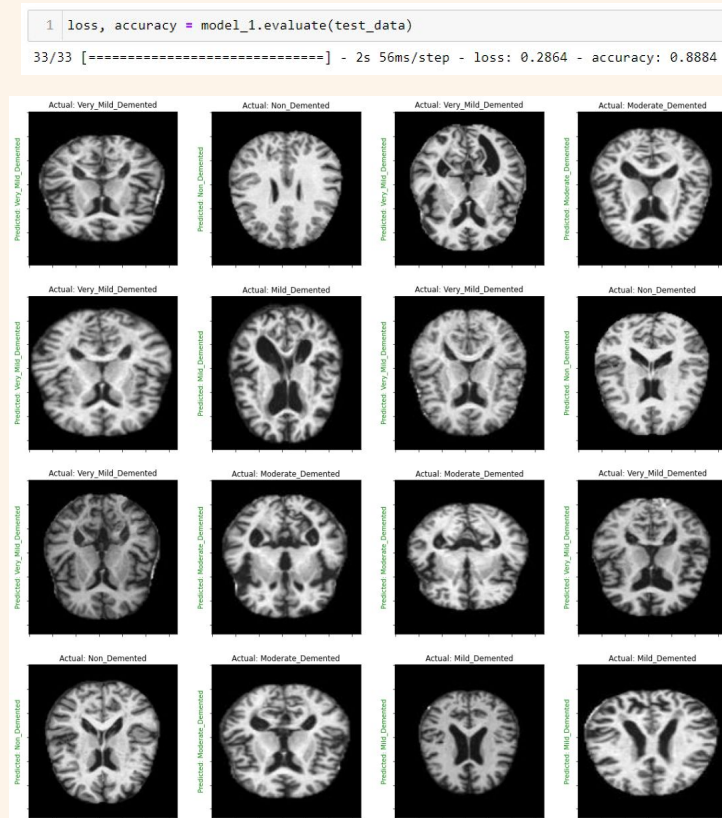 1 loss, accuracy = model_1.evaluate(test_data)
33/33 [==============================] - 2s 56ms/step - loss: 0.2864 - accuracy: 0.8884
Actual: Very_Mild_Demented
Predicted: Very_Mild_Demented
Actual: Non_Demented
Predicted: Non_Demented
Actual: Very_Mild_Demented
Predicted: Very_Mild_Demented
Actual: Moderate_Demented
Predicted: Moderate_Demented
Actual: Very_Mild_Demented
Predicted: Very_Mild_Demented
Actual: Mild_Demented
Predicted: Mild_Demented
Actual: Very_Mild_Demented
Predicted: Very_Mild_Demented
Actual: Non_Demented
Predicted: Non_Demented
Actual: Very_Mild_Demented
Predicted: Very_Mild_Demented
Actual: Moderate_Demented
Predicted: Moderate_Demented
Actual: Moderate_Demented
Predicted: Moderate_Demented
Actual: Very_Mild_Demented
Predicted: Very_Mild_Demented
Actual: Non_Demented
Predicted: Non_Demented
Actual: Moderate_Demented
Predicted: Moderate_Demented
Actual: Mild_Demented
Predicted: Mild_Demented
Actual: Mild_Demented
Predicted: Mild_Demented